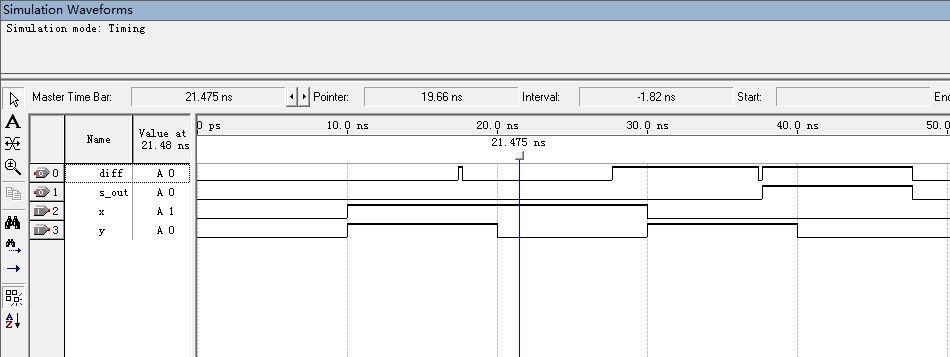 Simulation Waveforms
Simulation mode: Timing
Master Time Bar: 21.475 ns Pointer: 19.66 ns Interval: -1.82 ns Start: En
Name Value at 21.48 ns 0 ps 10.0 ns 20.0 ns 30.0 ns 40.0 ns 50.0
21.475 ns
0 diff A 0
1 s_out A 0
2 x A 1
3 y A 0